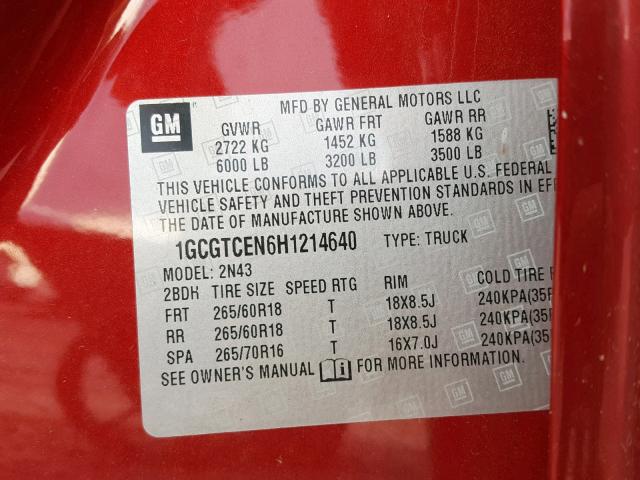 GM
MFD BY GENERAL MOTORS LLC
GVWR GAWR FRT GAWR RR
2722 KG 1452 KG 1588 KG
6000 LB 3200 LB 3500 LB
THIS VEHICLE CONFORMS TO ALL APPLICABLE U.S. FEDERAL
VEHICLE SAFETY AND THEFT PREVENTION STANDARDS IN EFF
THE DATE OF MANUFACTURE SHOWN ABOVE.
1GCGTCEN6H1214640 TYPE: TRUCK
MODEL: 2N43
2BDH TIRE SIZE SPEED RTG RIM COLD TIRE
FRT 265/60R18 T 18X8.5J 240KPA(35
RR 265/60R18 T 18X8.5J 240KPA(35
SPA 265/70R16 T 16X7.0J 240KPA(35
SEE OWNER'S MANUAL FOR MORE INFORMATION.